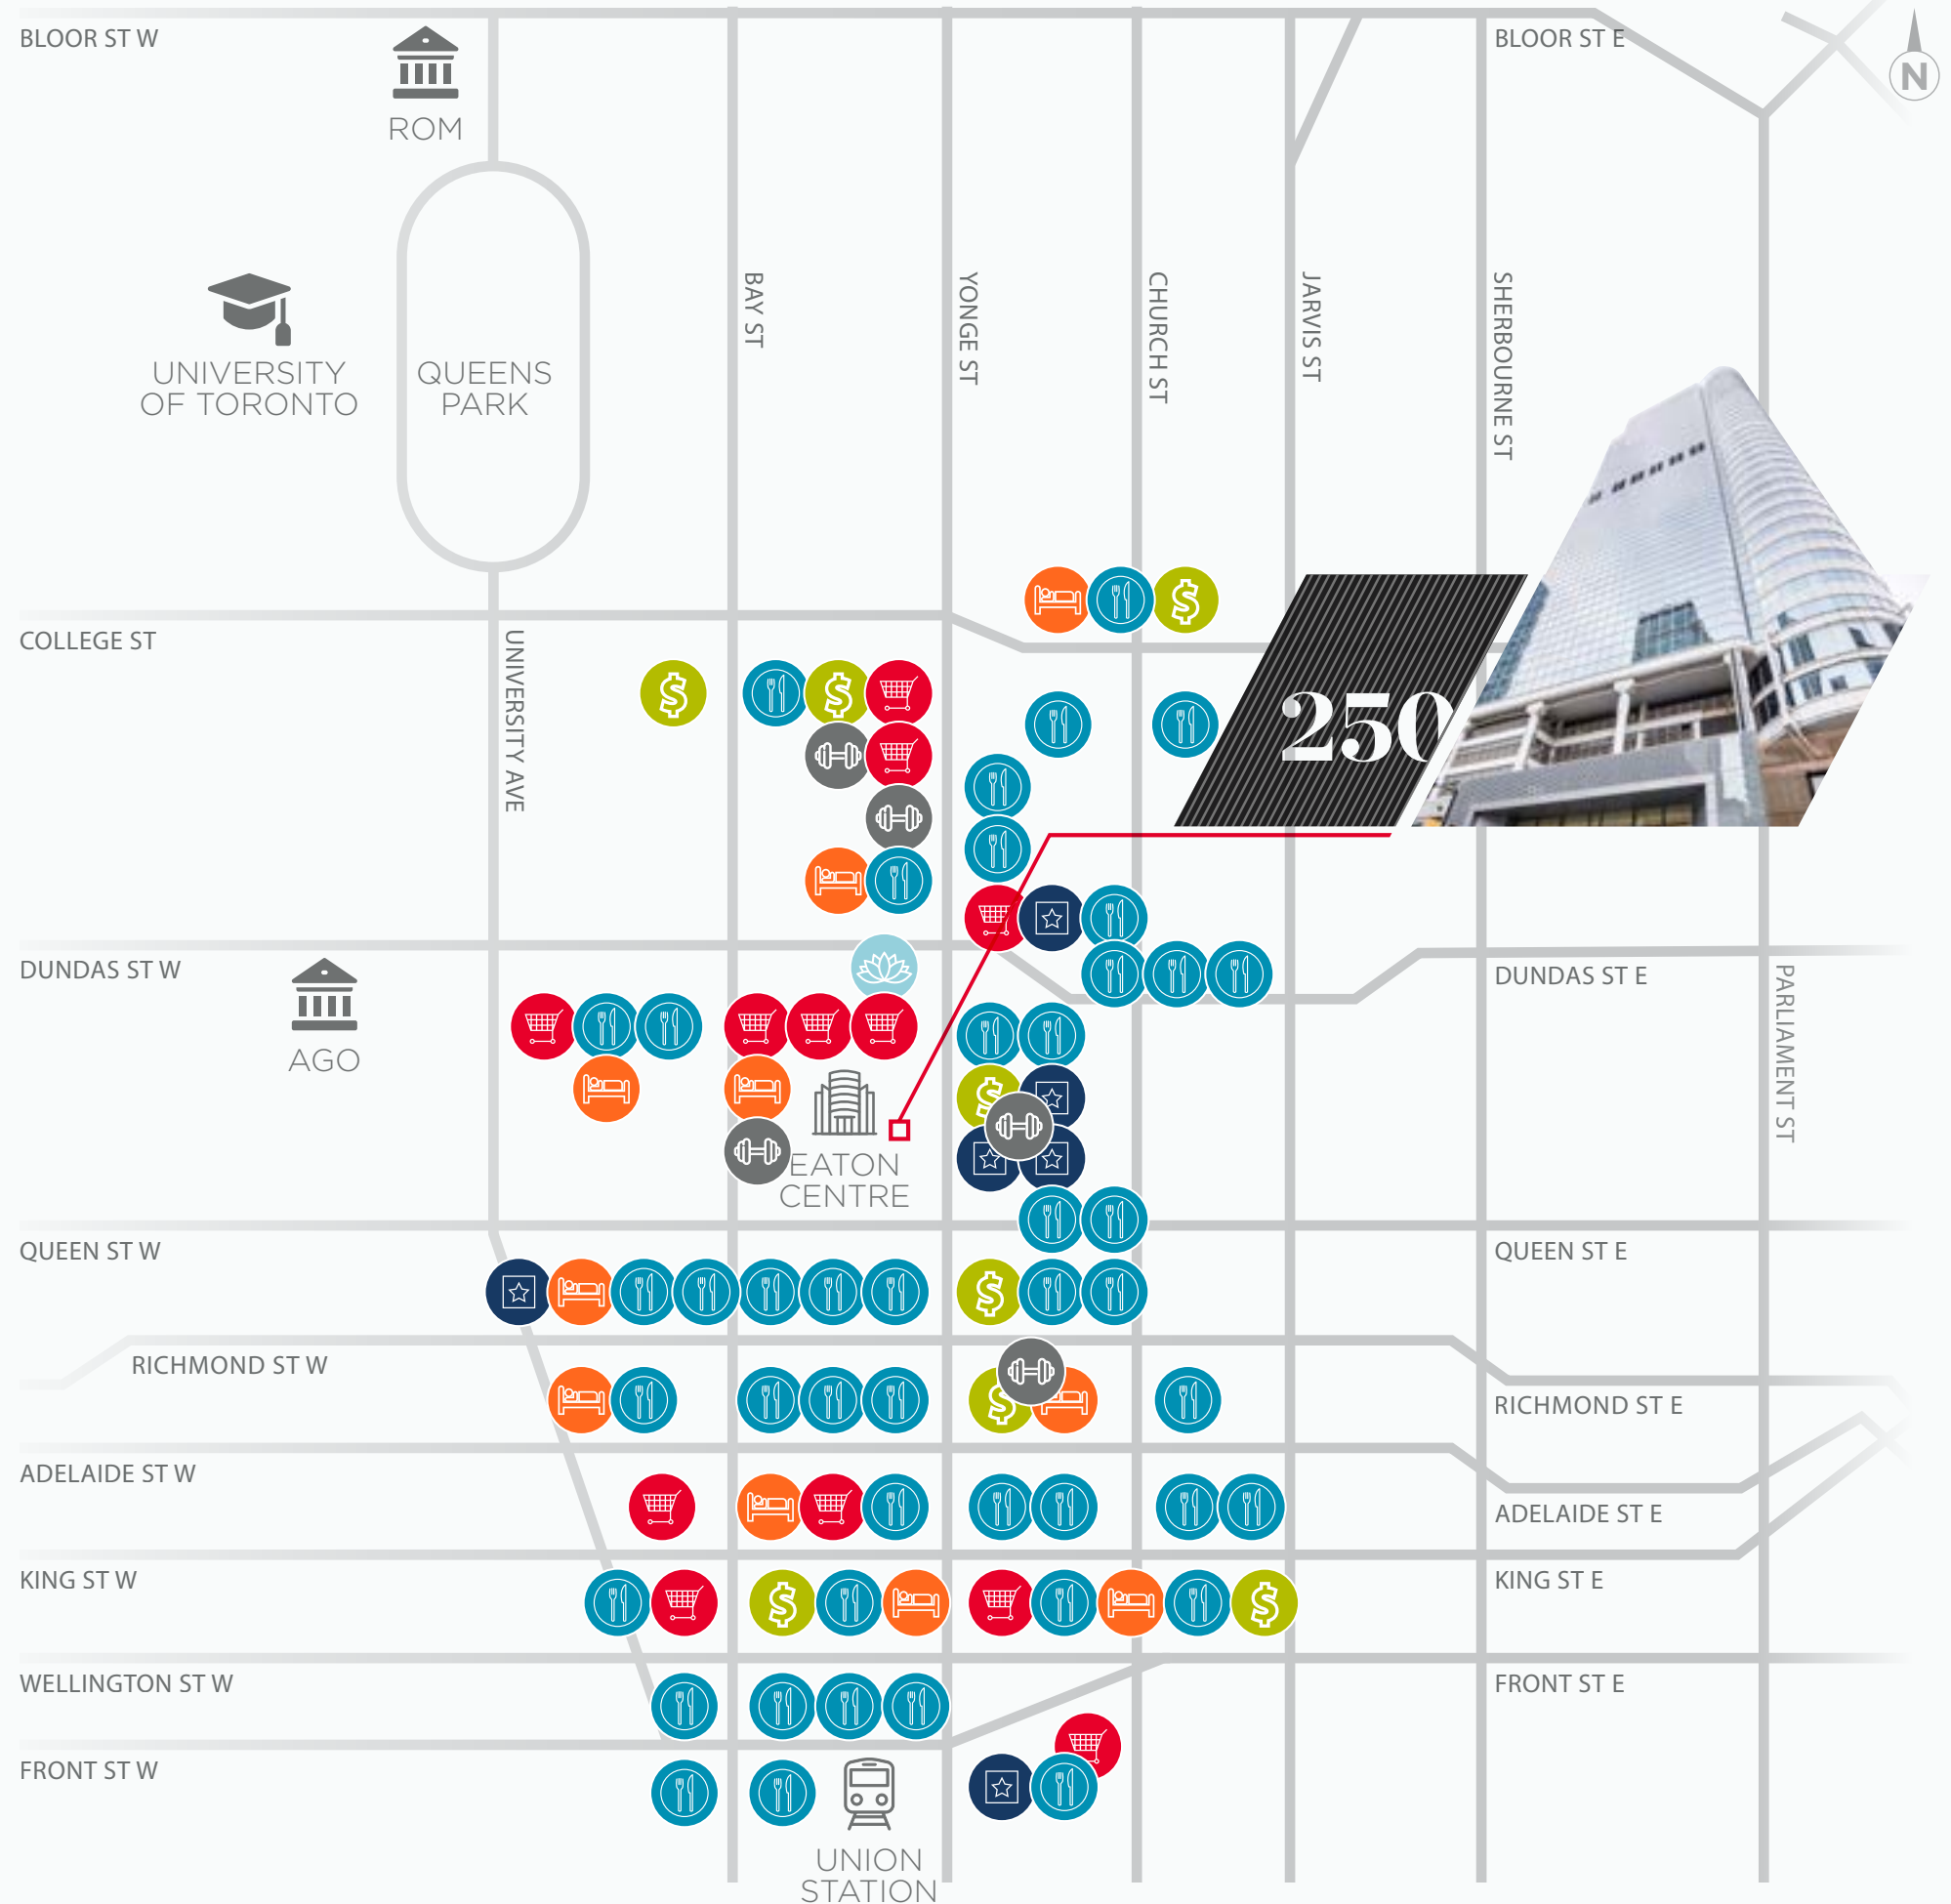 BLOOR ST W
BLOOR ST E
N
ROM
UNIVERSITY
OF TORONTO
QUEENS
PARK
BAY ST
YONGE ST
CHURCH ST
JARVIS ST
SHERBOURNE ST
COLLEGE ST
UNIVERSITY AVE
250
DUNDAS ST W
DUNDAS ST E
AGO
PARLIAMENT ST
EATON
CENTRE
QUEEN ST W
QUEEN ST E
RICHMOND ST W
RICHMOND ST E
ADELAIDE ST W
ADELAIDE ST E
KING ST W
KING ST E
WELLINGTON ST W
FRONT ST E
FRONT ST W
UNION
STATION